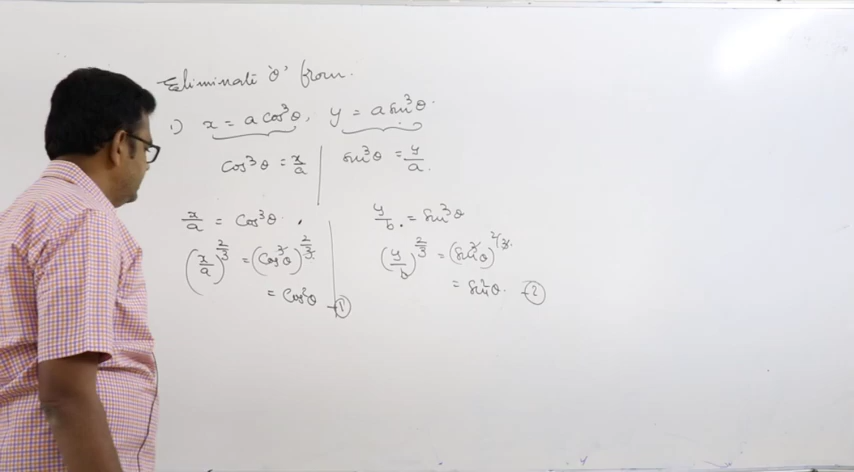 Eliminate 'θ' from.
1) x = a cos³θ, y = a sin³θ.
cos³θ = x/a
sin³θ = y/a.
x/a = cos³θ.
(x/a)^2/3 = (cos³θ)^2/3
= cos²θ -①
y/b. = sin³θ
(y/b)^2/3 = (sin³θ)^2/3.
= sin²θ. -②